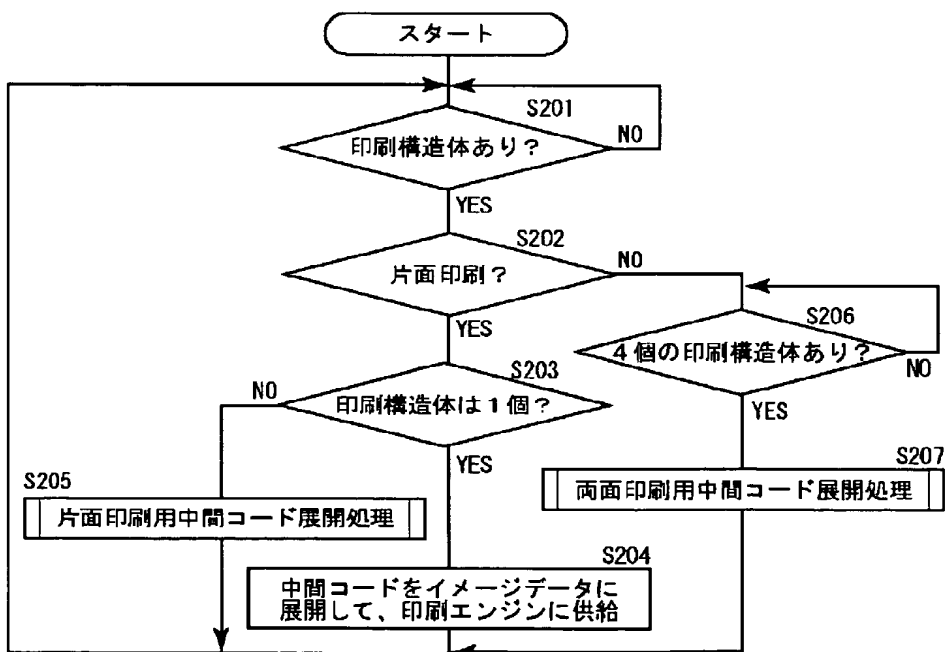 スタート
S201
印刷構造体あり?
NO
YES
S202
片面印刷?
NO
YES
S206
4個の印刷構造体あり?
NO
YES
S203
印刷構造体は1個?
NO
YES
S205
片面印刷用中間コード展開処理
S207
両面印刷用中間コード展開処理
S204
中間コードをイメージデータに
展開して、印刷エンジンに供給